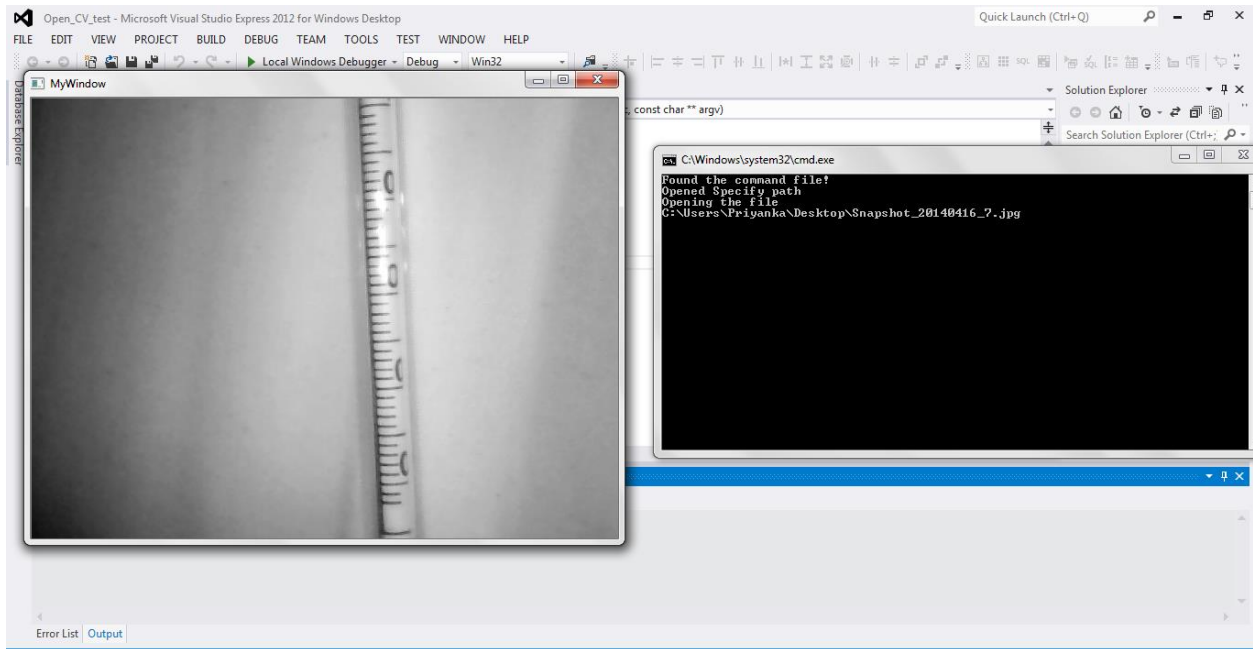 Open_CV_test - Microsoft Visual Studio Express 2012 for Windows Desktop
Quick Launch (Ctrl+Q)
FILE EDIT VIEW PROJECT BUILD DEBUG TEAM TOOLS TEST WINDOW HELP
Local Windows Debugger Debug Win32
Database Explorer
MyWindow
, const char ** argv)
Solution Explorer
Search Solution Explorer (Ctrl+;
C:\Windows\system32\cmd.exe
Found the command file!
Opened Specify path
Opening the file
C:\Users\Priyanka\Desktop\Snapshot_20140416_7.jpg
Error List Output